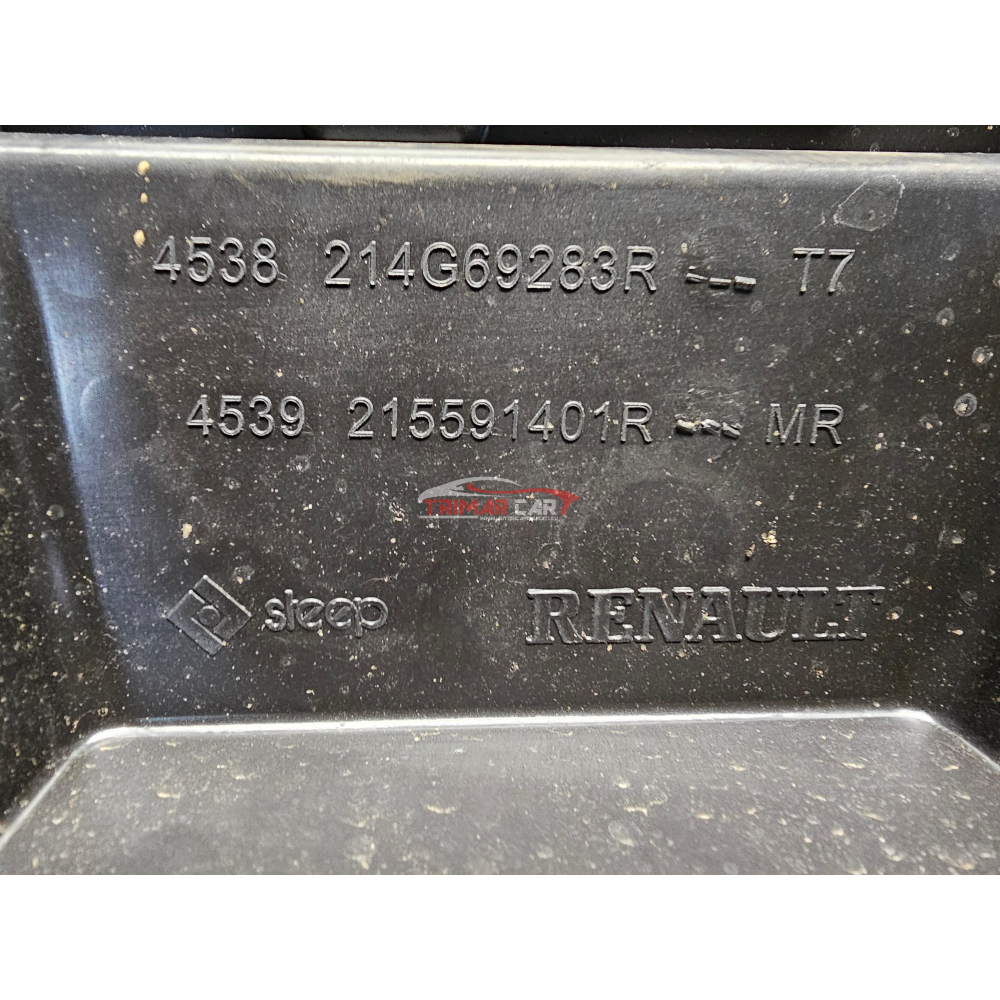 4538 214G69283R --- T7
4539 215591401R --- MR
TRIMAR CAR
steep RENAULT